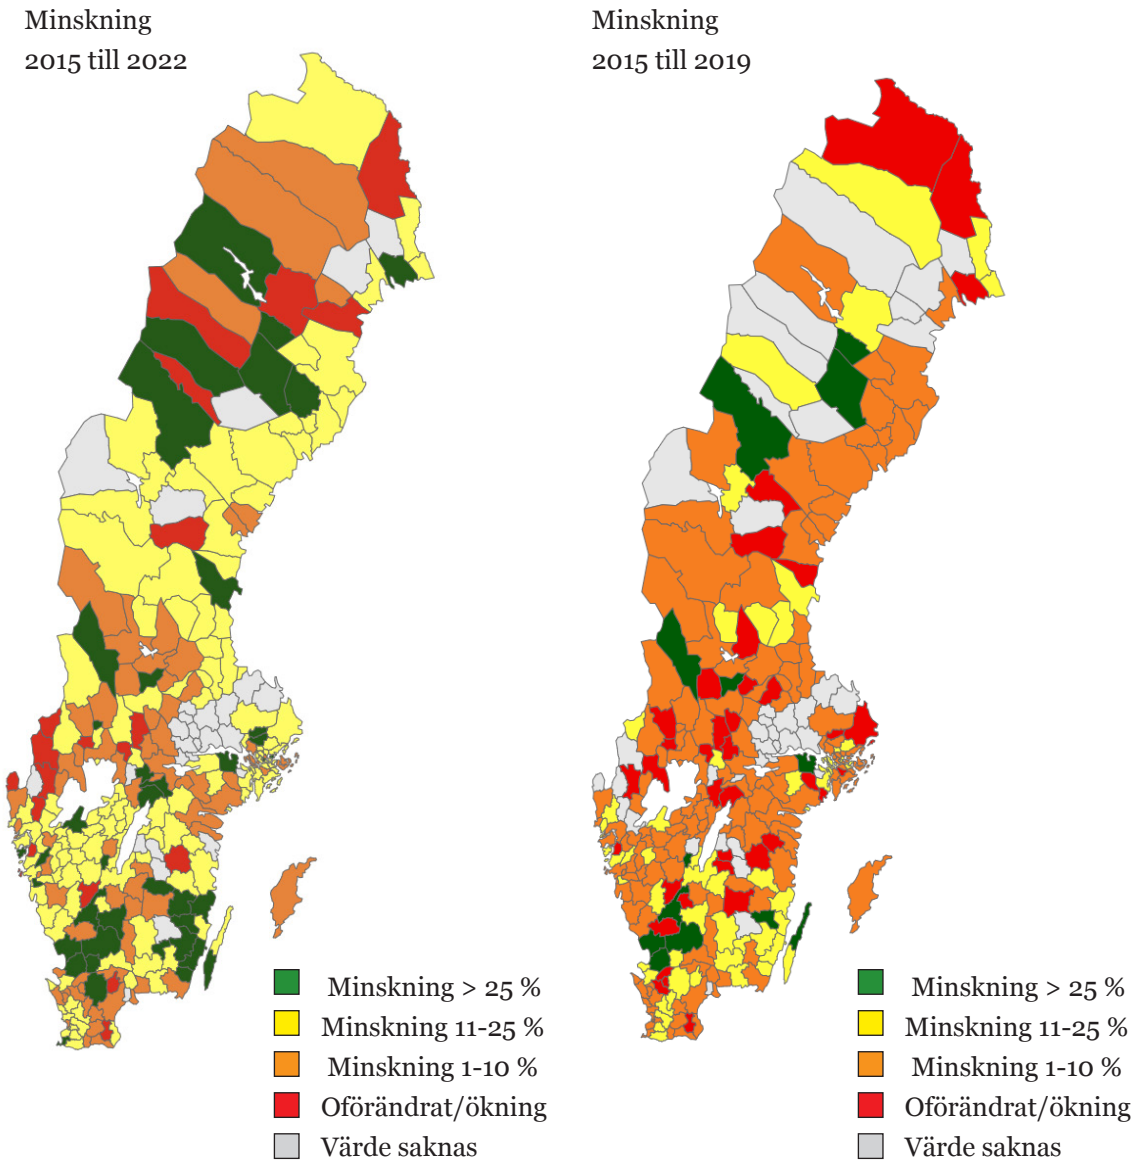 Minskning
2015 till 2022
Minskning > 25 %
Minskning 11-25 %
Minskning 1-10 %
Oförändrat/ökning
Värde saknas
Minskning
2015 till 2019
Minskning > 25 %
Minskning 11-25 %
Minskning 1-10 %
Oförändrat/ökning
Värde saknas